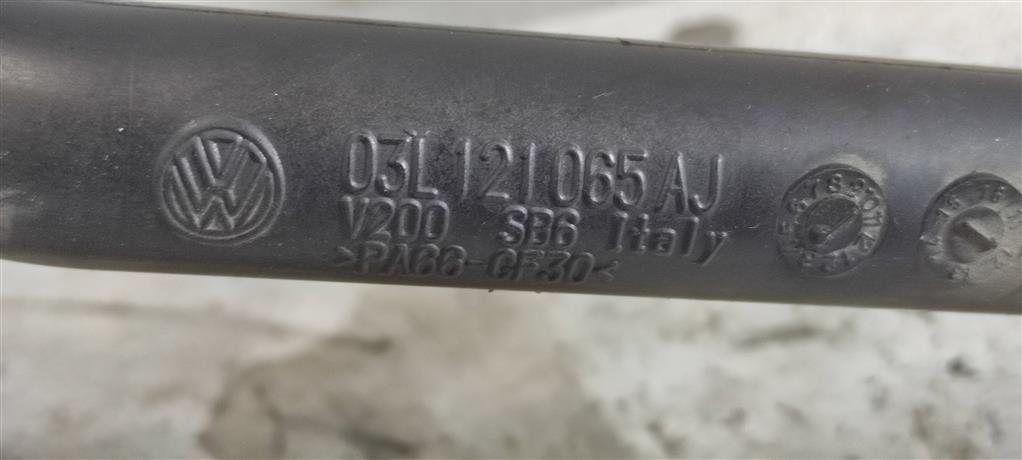 03L 121 065 AJ
V200 SB6 Italy
>PA66-GF30<